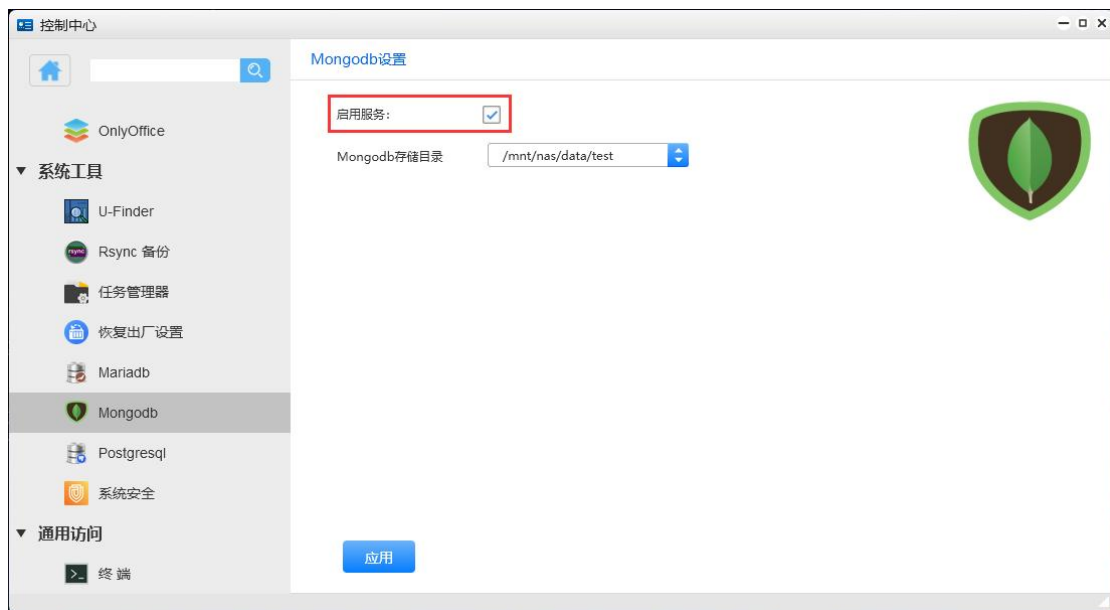 控制中心
Mongodb设置
OnlyOffice
系统工具
U-Finder
rsync
Rsync 备份
任务管理器
恢复出厂设置
Mariadb
Mongodb
Postgresql
系统安全
通用访问
终端
启用服务：
Mongodb存储目录
/mnt/nas/data/test
应用